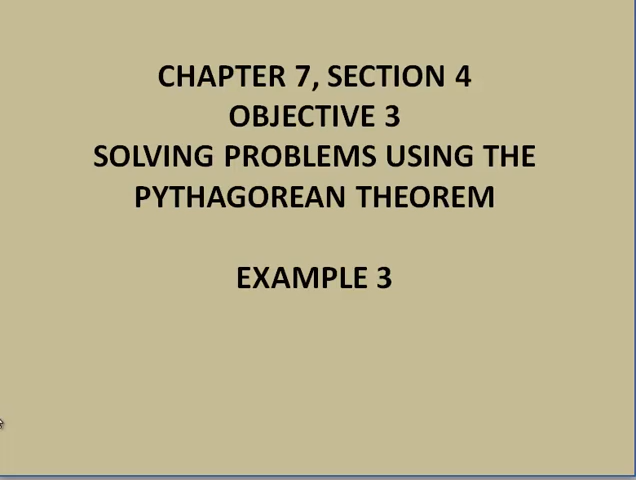 CHAPTER 7, SECTION 4
OBJECTIVE 3
SOLVING PROBLEMS USING THE
PYTHAGOREAN THEOREM
EXAMPLE 3